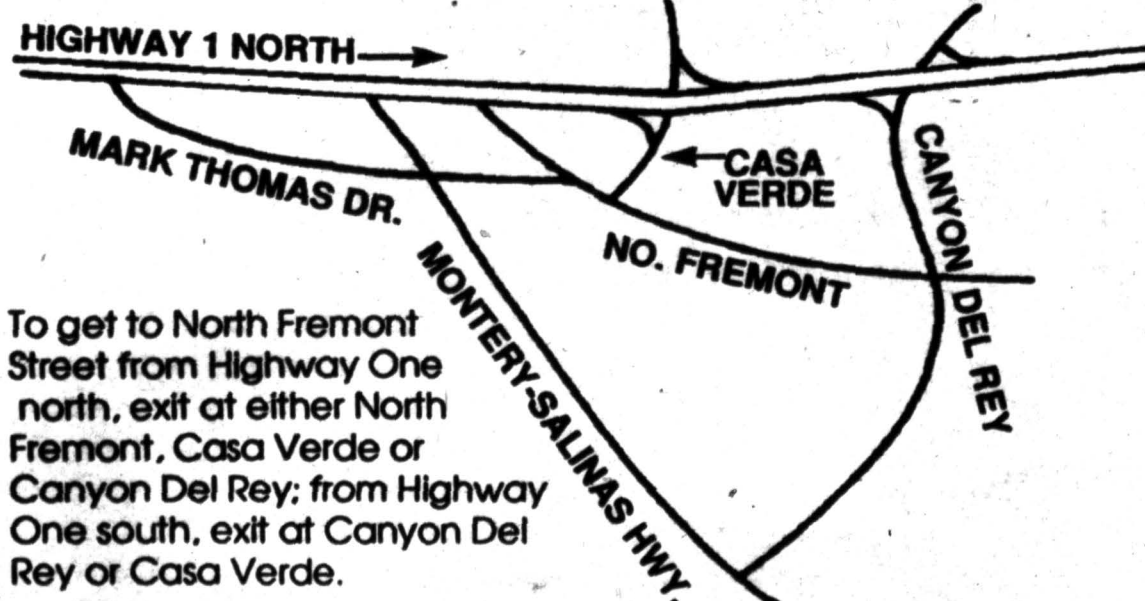 HIGHWAY 1 NORTH
MARK THOMAS DR.
CASA
VERDE
CANYON DEL REY
NO. FREMONT
MONTERY-SALINAS HWY.
To get to North Fremont
Street from Highway One
north, exit at either North
Fremont, Casa Verde or
Canyon Del Rey; from Highway
One south, exit at Canyon Del
Rey or Casa Verde.